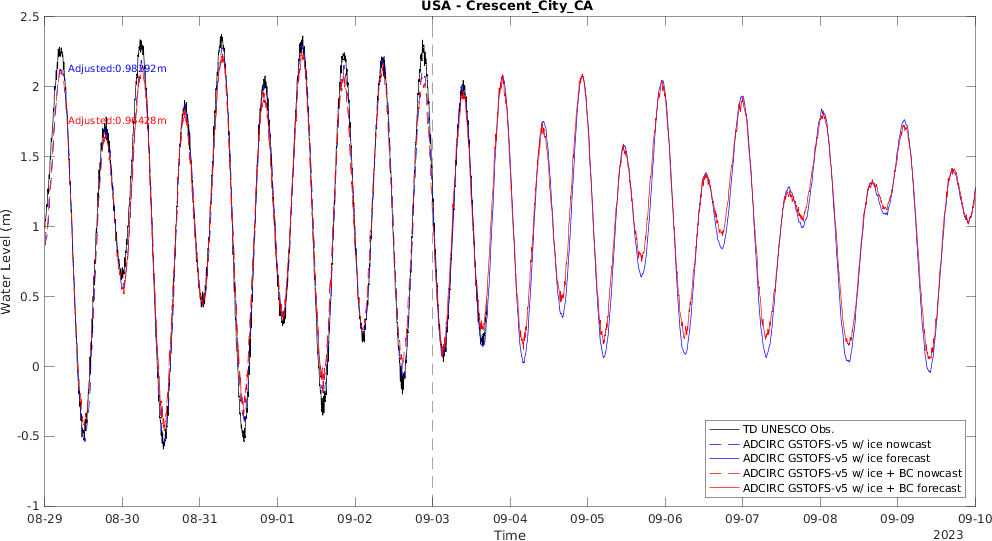 USA - Crescent_City_CA
2.5
2
1.5
1
0.5
0
-0.5
-1
Water Level (m)
Adjusted:0.98292m
Adjusted:0.96428m
TD UNESCO Obs.
ADCIRC GSTOFS-v5 w/ ice nowcast
ADCIRC GSTOFS-v5 w/ ice forecast
ADCIRC GSTOFS-v5 w/ ice + BC nowcast
ADCIRC GSTOFS-v5 w/ ice + BC forecast
08-29 08-30 08-31 09-01 09-02 09-03 09-04 09-05 09-06 09-07 09-08 09-09 09-10
Time
2023